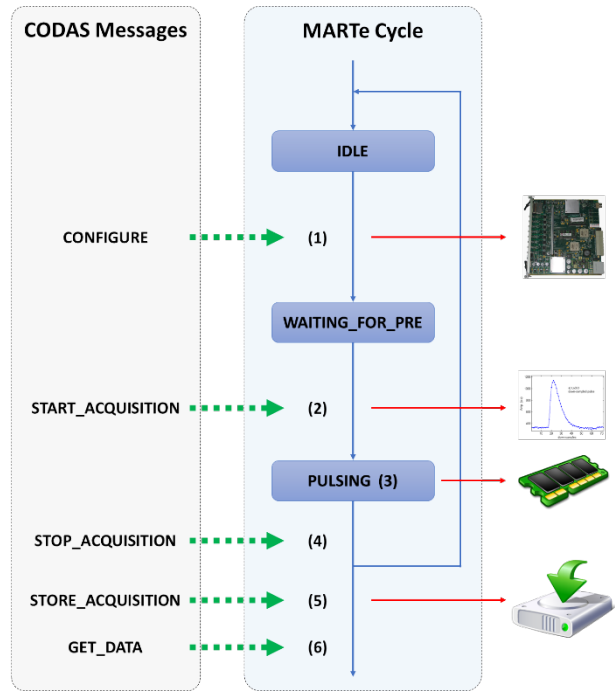 CODAS Messages
MARTe Cycle
IDLE
CONFIGURE
(1)
WAITING_FOR_PRE
START_ACQUISITION
(2)
PULSING (3)
STOP_ACQUISITION
(4)
STORE_ACQUISITION
(5)
GET_DATA
(6)